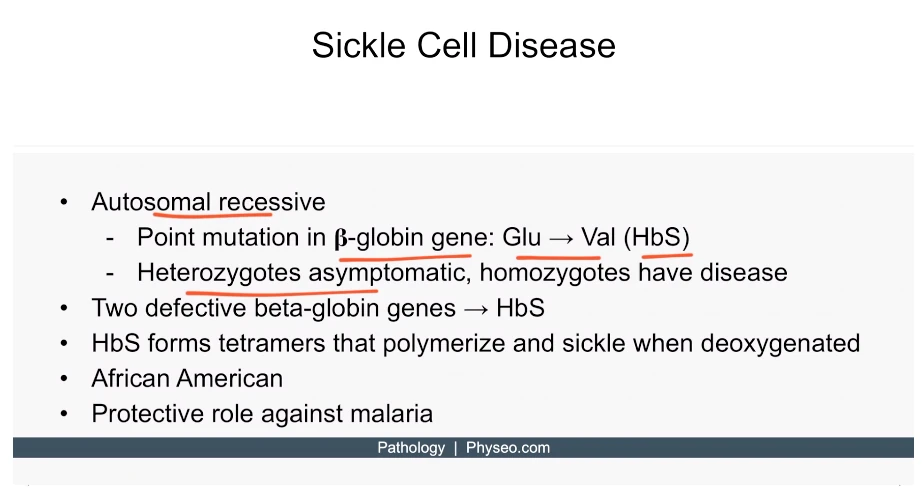 Sickle Cell Disease
• Autosomal recessive
- Point mutation in β-globin gene: Glu → Val (HbS)
- Heterozygotes asymptomatic, homozygotes have disease
• Two defective beta-globin genes → HbS
• HbS forms tetramers that polymerize and sickle when deoxygenated
• African American
• Protective role against malaria
Pathology | Physeo.com